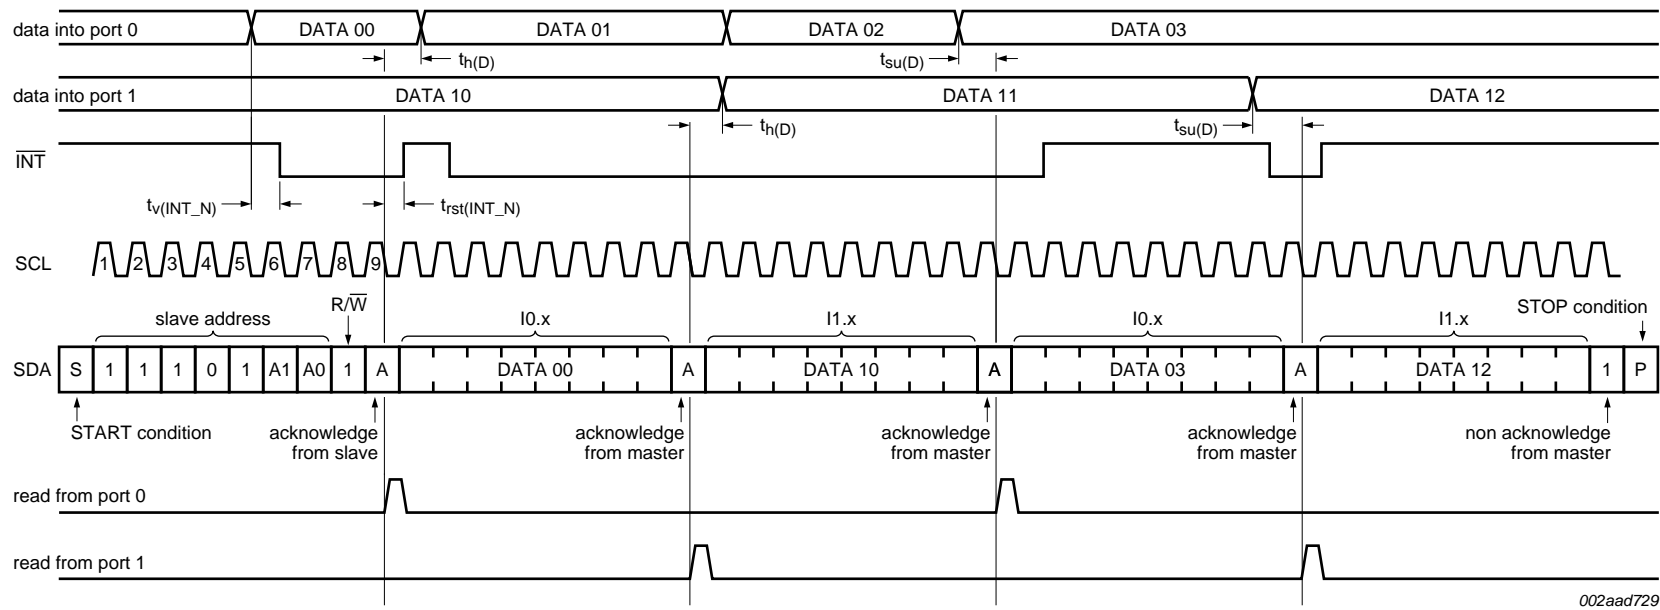 data into port 0 DATA 00 DATA 01 DATA 02 DATA 03
th(D) tsu(D)
data into port 1 DATA 10 DATA 11 DATA 12
th(D) tsu(D)
INT
tv(INT_N) trst(INT_N)
SCL 1 2 3 4 5 6 7 8 9
R/W STOP condition
slave address I0.x I1.x I0.x I1.x
SDA S 1 1 1 0 1 A1 A0 1 A DATA 00 A DATA 10 A DATA 03 A DATA 12 1 P
START condition acknowledge acknowledge acknowledge acknowledge non acknowledge
from slave from master from master from master from master
read from port 0
read from port 1
002aad729